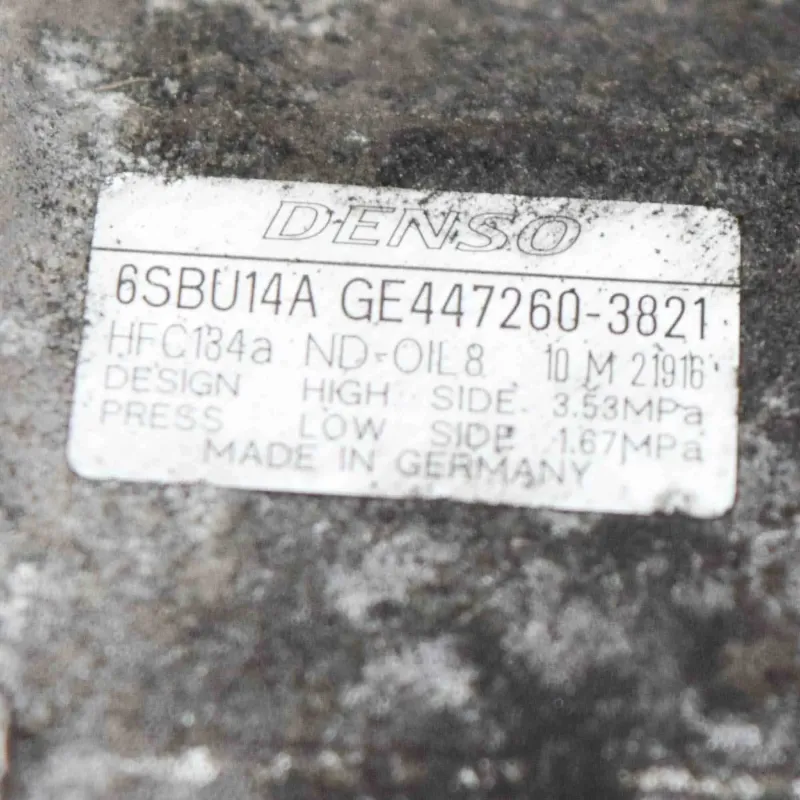 DENSO
6SBU14A GE447260-3821
HFC134a ND-OIL8 10 M 21916
DESIGN HIGH SIDE 3.53MPa
PRESS LOW SIDE 1.67MPa
MADE IN GERMANY